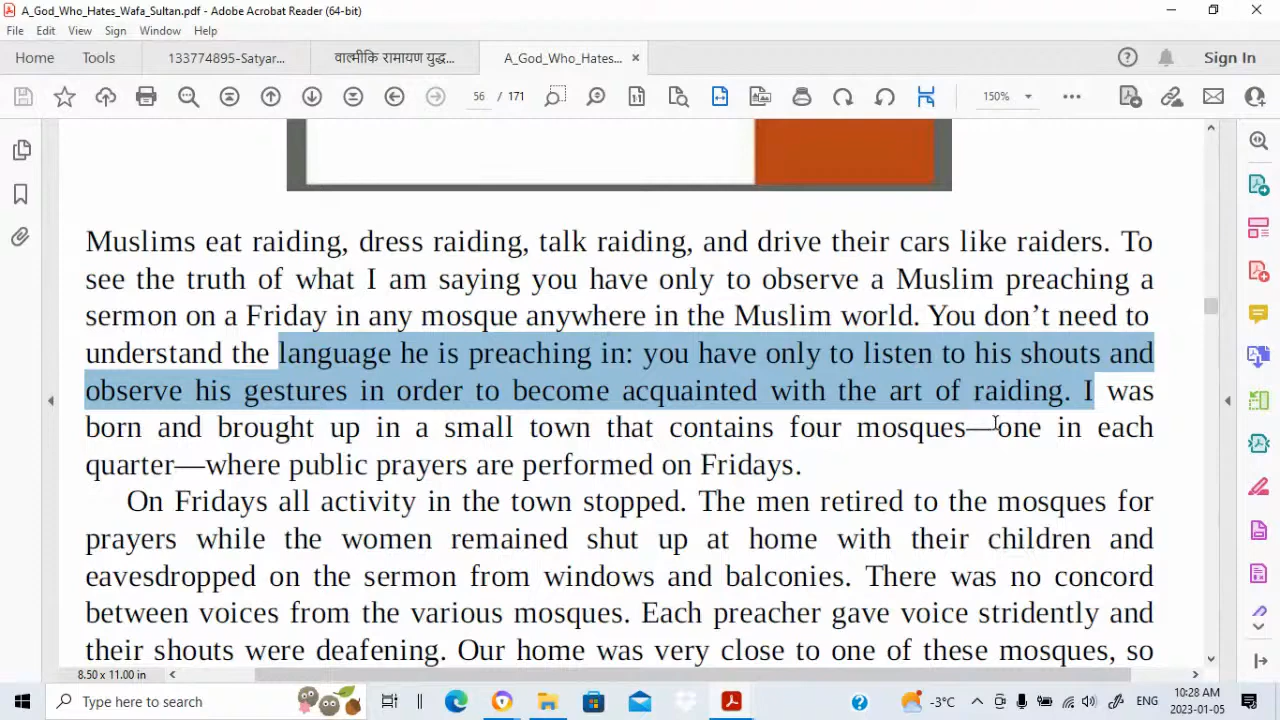 A_God_Who_Hates_Wafa_Sultan.pdf - Adobe Acrobat Reader (64-bit)
File Edit View Sign Window Help
Home Tools 133774895-Satyar... वाल्मीकि रामायण युद्ध... A_God_Who_Hates... × Sign In
56 / 171 150%
Muslims eat raiding, dress raiding, talk raiding, and drive their cars like raiders. To
see the truth of what I am saying you have only to observe a Muslim preaching a
sermon on a Friday in any mosque anywhere in the Muslim world. You don’t need to
understand the language he is preaching in: you have only to listen to his shouts and
observe his gestures in order to become acquainted with the art of raiding. I was
born and brought up in a small town that contains four mosques—one in each
quarter—where public prayers are performed on Fridays.
On Fridays all activity in the town stopped. The men retired to the mosques for
prayers while the women remained shut up at home with their children and
eavesdropped on the sermon from windows and balconies. There was no concord
between voices from the various mosques. Each preacher gave voice stridently and
their shouts were deafening. Our home was very close to one of these mosques, so
8.50 x 11.00 in
Type here to search -3°C ENG 10:28 AM
2023-01-05